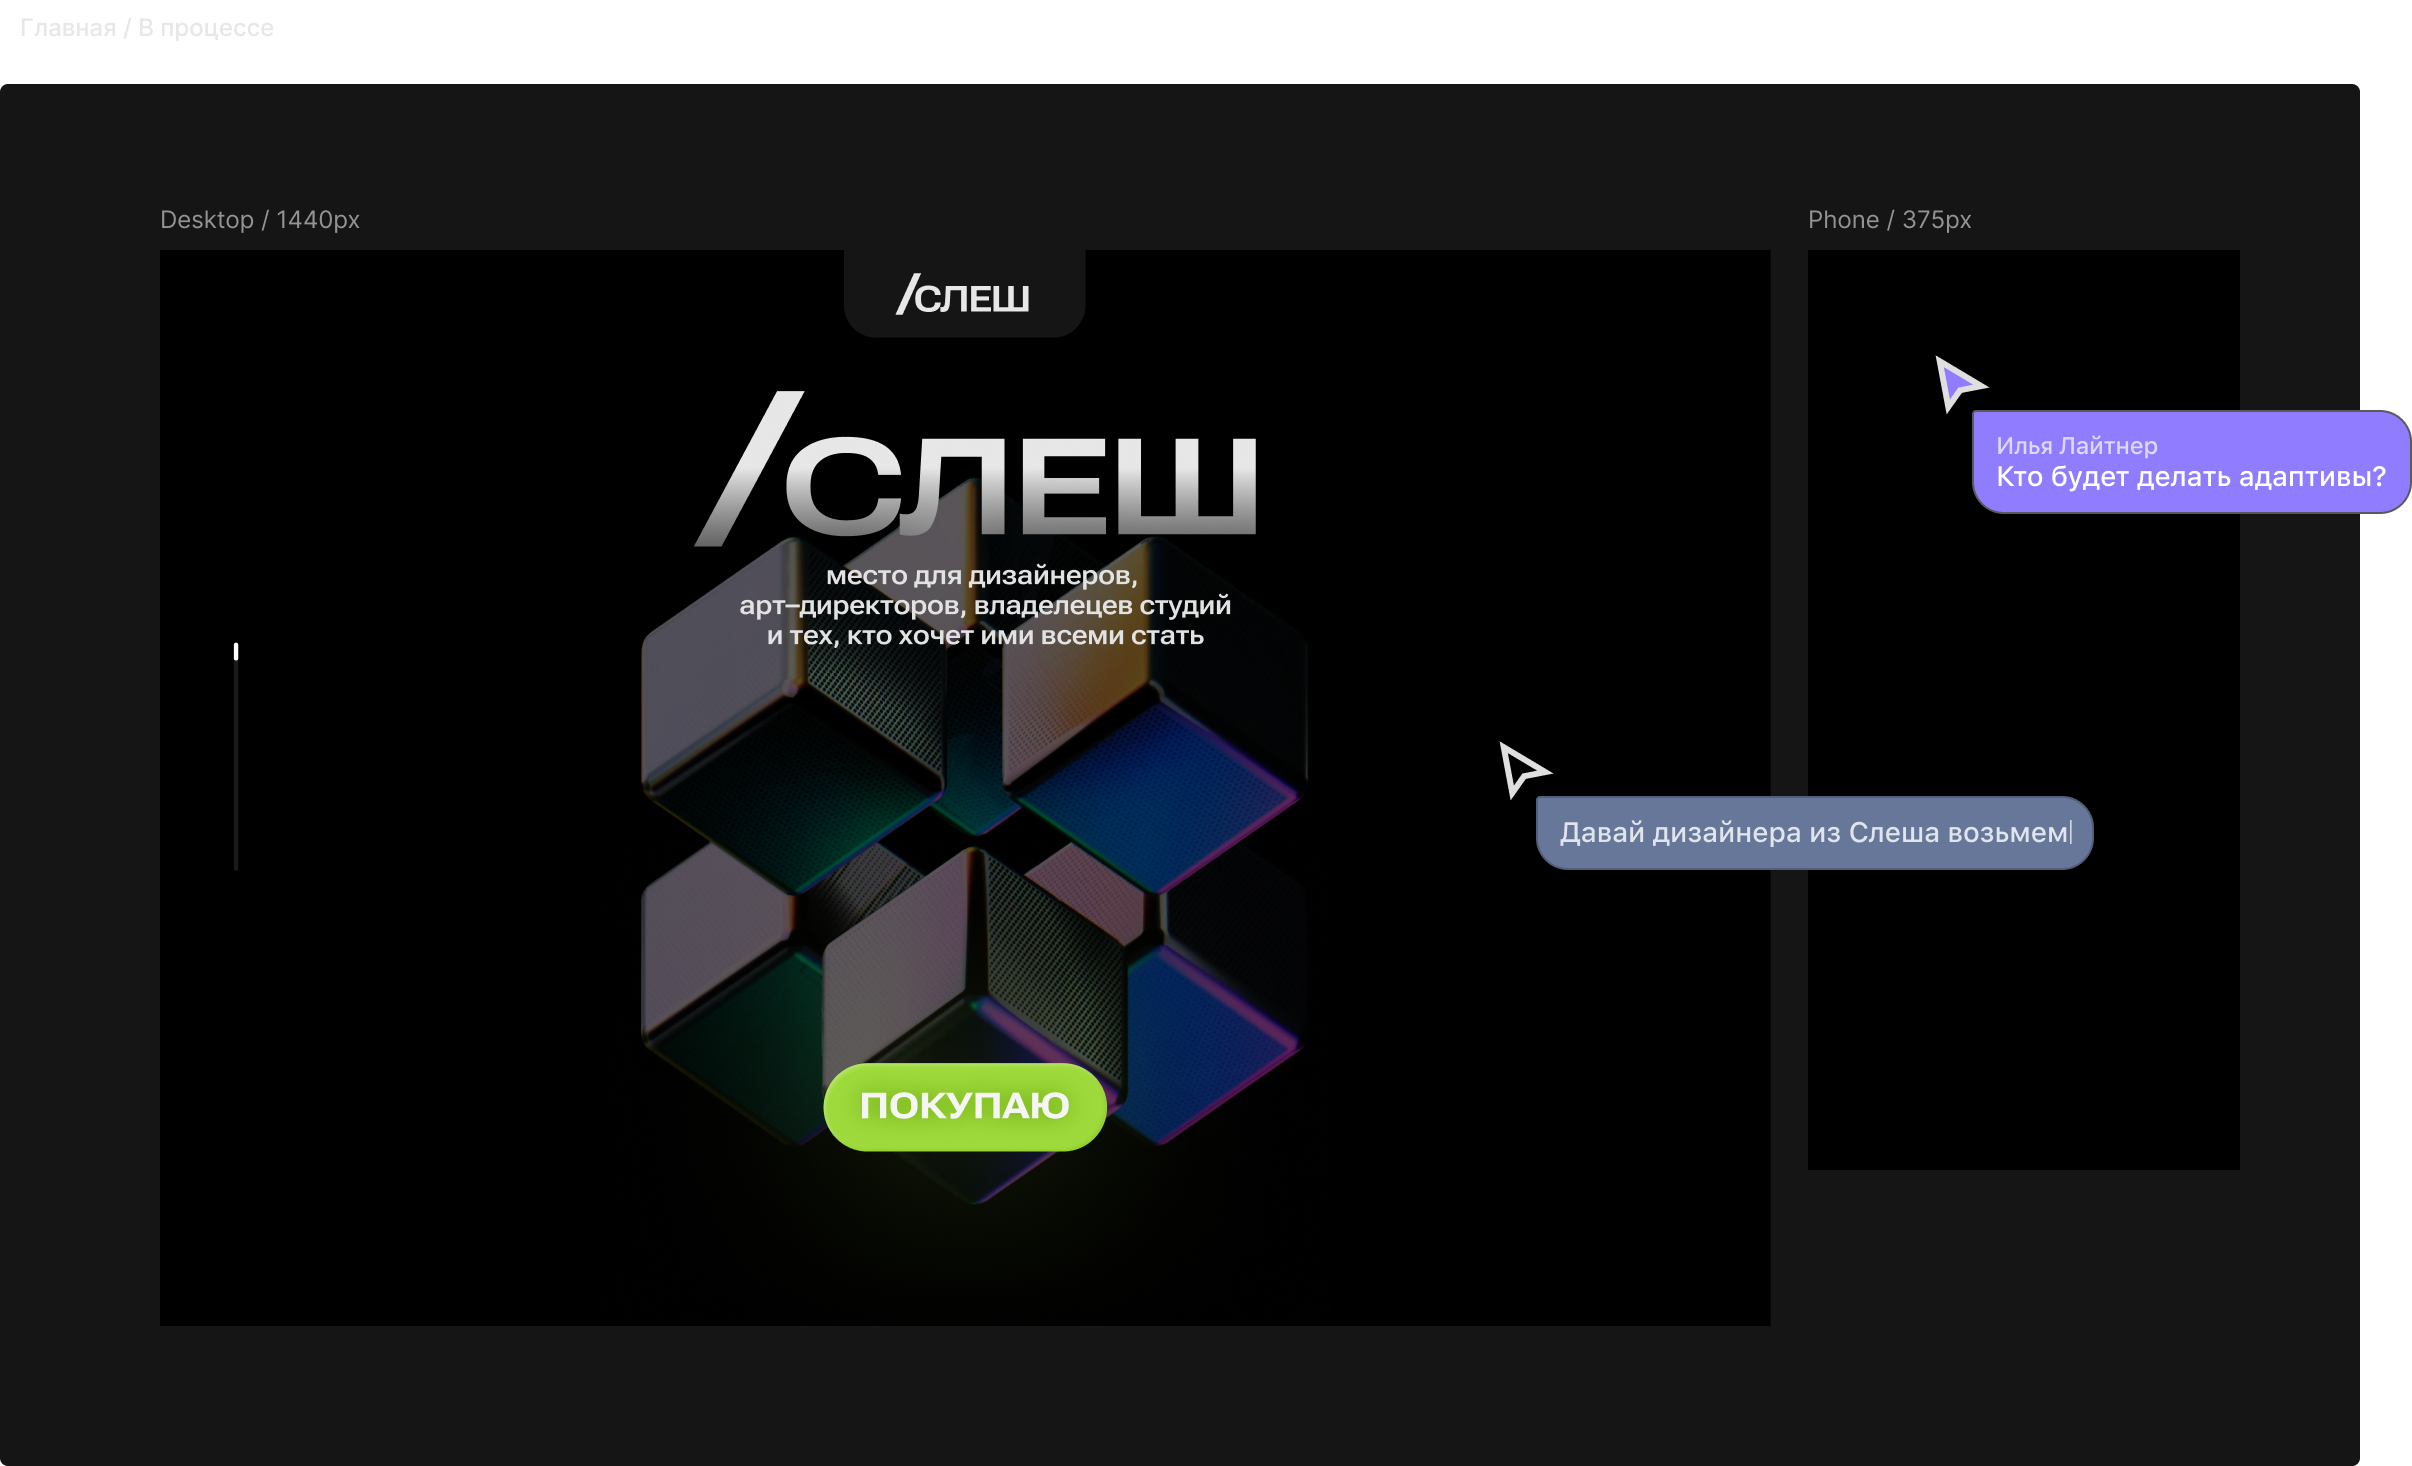 Главная / В процессе
Desktop / 1440px
Phone / 375px
/СЛЕШ
/СЛЕШ
место для дизайнеров,
арт–директоров, владелецев студий
и тех, кто хочет ими всеми стать
Илья Лайтнер
Кто будет делать адаптивы?
Давай дизайнера из Слеша возьмем
ПОКУПАЮ